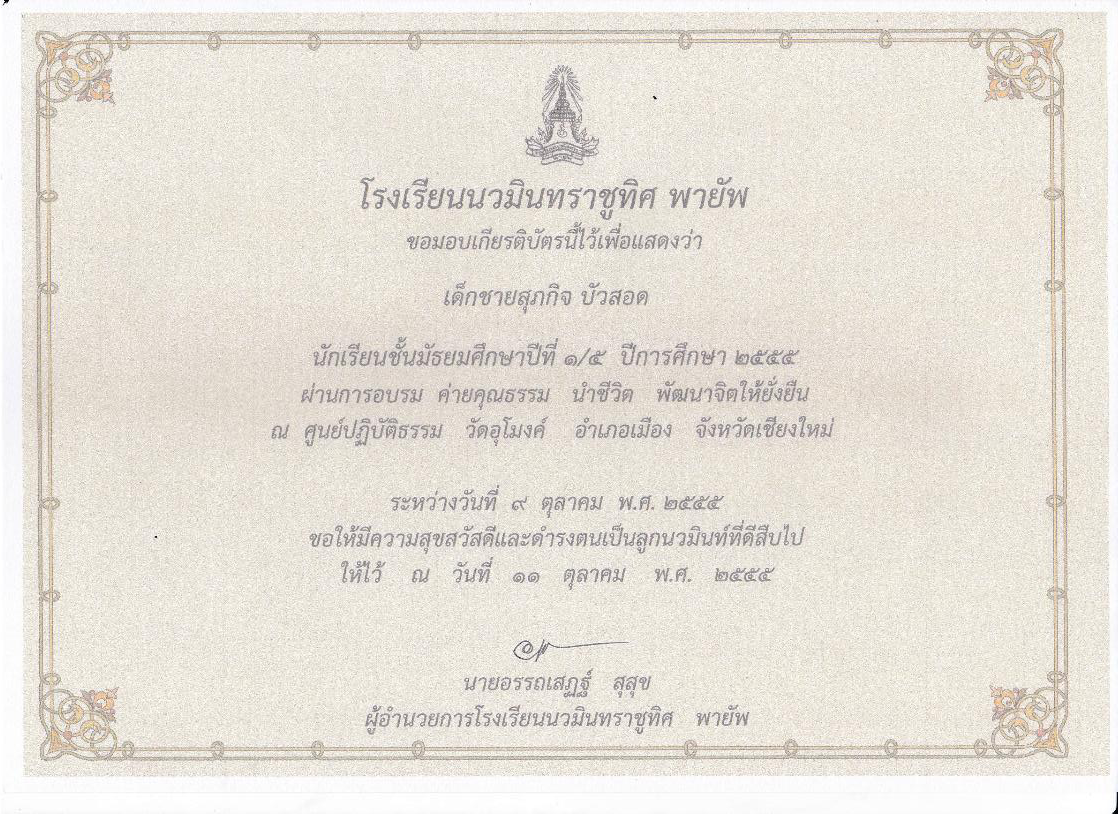 โรงเรียนนวมินทราชูทิศ พายัพ
ขอมอบเกียรติบัตรนี้ไว้เพื่อแสดงว่า
เด็กชายสุภกิจ บัวสอด
นักเรียนชั้นมัธยมศึกษาปีที่ ๑/๕ ปีการศึกษา ๒๕๕๕
ผ่านการอบรม ค่ายคุณธรรม นำชีวิต พัฒนาจิตให้ยั่งยืน
ณ ศูนย์ปฏิบัติธรรม วัดอุโมงค์ อำเภอเมือง จังหวัดเชียงใหม่
ระหว่างวันที่ ๙ ตุลาคม พ.ศ. ๒๕๕๕
ขอให้มีความสุขสวัสดีและดำรงตนเป็นลูกนวมินท์ที่ดีสืบไป
ให้ไว้ ณ วันที่ ๑๑ ตุลาคม พ.ศ. ๒๕๕๕
นายอรรถเสฏฐ์ สุสุข
ผู้อำนวยการโรงเรียนนวมินทราชูทิศ พายัพ